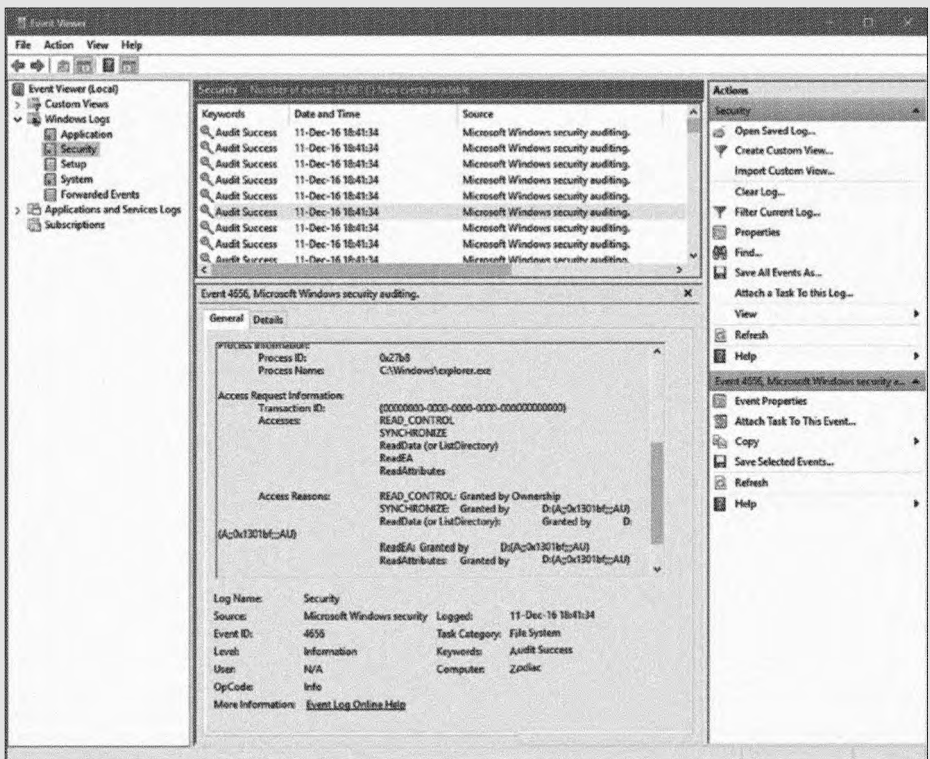 Event Viewer
File Action View Help
Event Viewer (Local)
Custom Views
Windows Logs
Application
Security
Setup
System
Forwarded Events
Applications and Services Logs
Subscriptions
Security Number of events: (!) New events available
Keywords Date and Time Source
Audit Success 11-Dec-16 18:41:34 Microsoft Windows security auditing.
Audit Success 11-Dec-16 18:41:34 Microsoft Windows security auditing.
Audit Success 11-Dec-16 18:41:34 Microsoft Windows security auditing.
Audit Success 11-Dec-16 18:41:34 Microsoft Windows security auditing.
Audit Success 11-Dec-16 18:41:34 Microsoft Windows security auditing.
Audit Success 11-Dec-16 18:41:34 Microsoft Windows security auditing.
Audit Success 11-Dec-16 18:41:34 Microsoft Windows security auditing.
Audit Success 11-Dec-16 18:41:34 Microsoft Windows security auditing.
Event 4656, Microsoft Windows security auditing.
General Details
Process Information:
Process ID: 0x27b8
Process Name: C:\Windows\explorer.exe
Access Request Information:
Transaction ID: {00000000-0000-0000-0000-000000000000}
Accesses: READ_CONTROL
SYNCHRONIZE
ReadData (or ListDirectory)
ReadEA
ReadAttributes
Access Reasons: READ_CONTROL: Granted by Ownership
SYNCHRONIZE: Granted by D:(A;;0x1301bf;;;AU)
ReadData (or ListDirectory): Granted by D:
(A;;0x1301bf;;;AU)
ReadEA: Granted by D:(A;;0x1301bf;;;AU)
ReadAttributes: Granted by D:(A;;0x1301bf;;;AU)
Log Name: Security
Source: Microsoft Windows security Logged: 11-Dec-16 18:41:34
Event ID: 4656 Task Category: File System
Level: Information Keywords: Audit Success
User: N/A Computer: Zodiac
OpCode: Info
More Information: Event Log Online Help
Actions
Security
Open Saved Log...
Create Custom View...
Import Custom View...
Clear Log...
Filter Current Log...
Properties
Find...
Save All Events As...
Attach a Task To this Log...
View
Refresh
Help
Event 4656, Microsoft Windows security a...
Event Properties
Attach Task To This Event...
Copy
Save Selected Events...
Refresh
Help